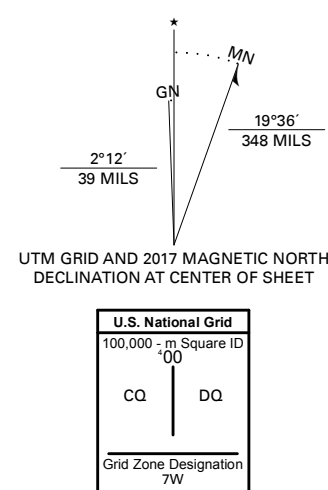 ★
MN
GN
19°36´
348 MILS
2°12´
39 MILS
UTM GRID AND 2017 MAGNETIC NORTH
DECLINATION AT CENTER OF SHEET
U.S. National Grid
100,000 - m Square ID
⁴00
CQ DQ
Grid Zone Designation
7W